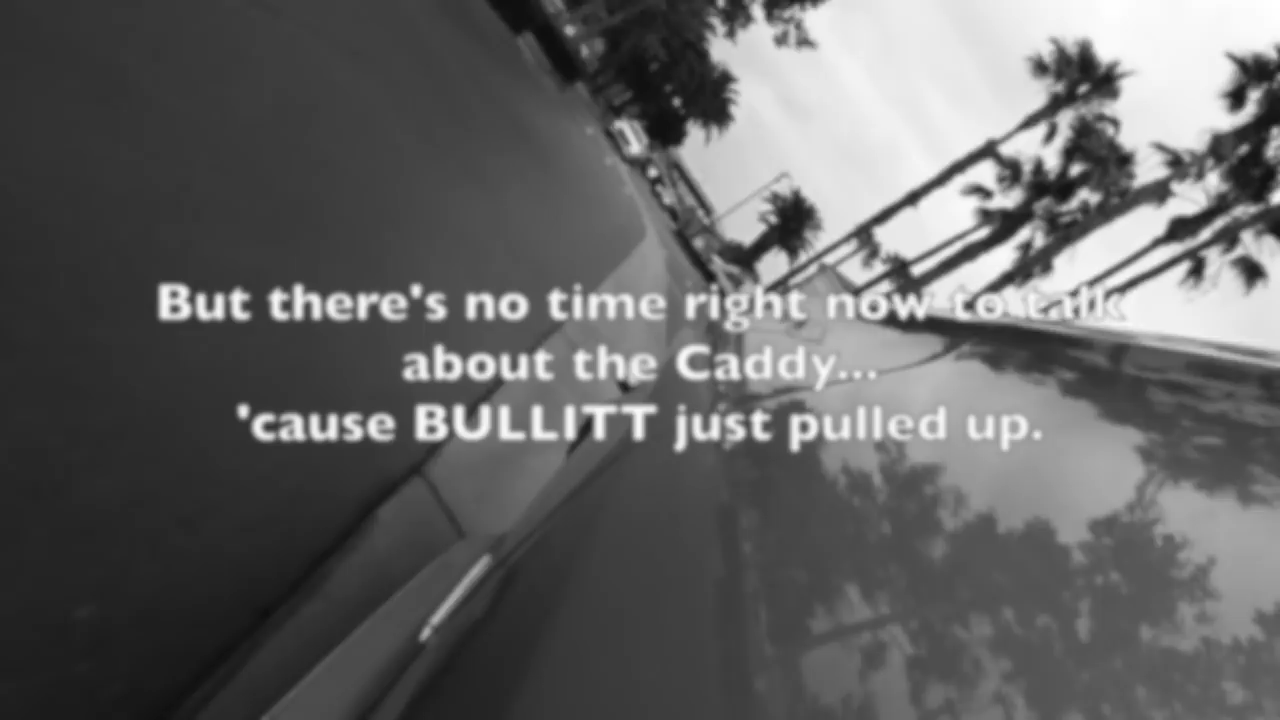 But there's no time right now to talk
about the Caddy...
'cause BULLITT just pulled up.